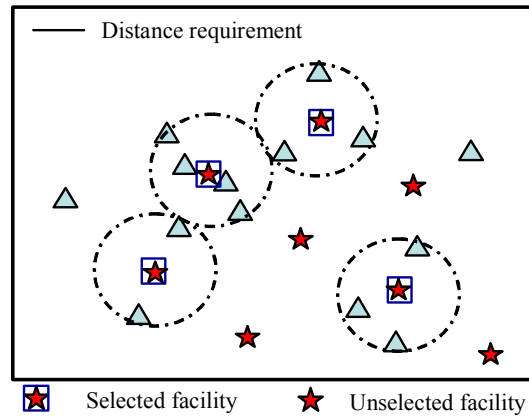 Distance requirement
Selected facility
Unselected facility